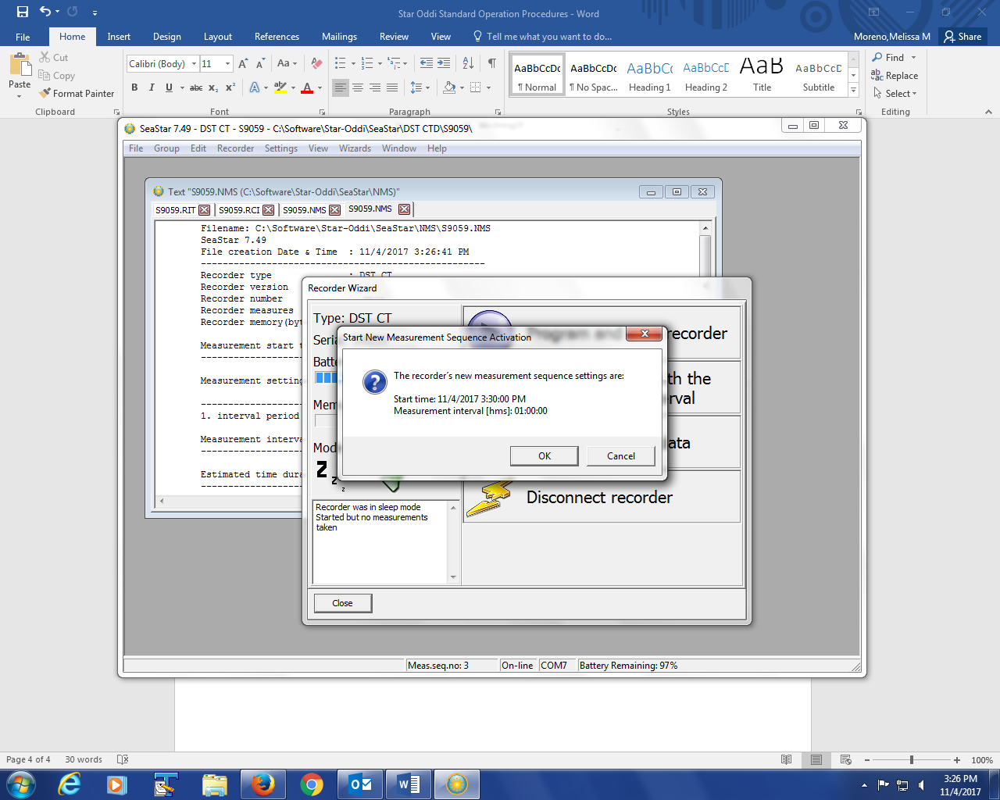 Star Oddi Standard Operation Procedures - Word
File Home Insert Design Layout References Mailings Review View Tell me what you want to do... Moreno,Melissa M Share
Cut
Calibri (Body) 11 Aa
AaBbCcDc AaBbCcDc AaBbCc AaBbCcD AaB AaBbCcD
Find
Paste
Copy
Replace
Format Painter
B I U abc x₂ x² A ab A
¶ Normal ¶ No Spac... Heading 1 Heading 2 Title Subtitle
Select
Clipboard Font Paragraph Styles Editing
SeaStar 7.49 - DST CT - S9059 - C:\Software\Star-Oddi\SeaStar\DST CTD\S9059\
File Group Edit Recorder Settings View Wizards Window Help
Text "S9059.NMS (C:\Software\Star-Oddi\SeaStar\NMS)"
S9059.RIT S9059.RCI S9059.NMS S9059.NMS
Filename: C:\Software\Star-Oddi\SeaStar\NMS\S9059.NMS
SeaStar 7.49
File creation Date & Time : 11/4/2017 3:26:41 PM
----------------------------------------------------
Recorder type : DST CT
Recorder version
Recorder number
Recorder measures
Recorder memory(byt
Measurement start t
Measurement setting
1. interval period
Measurement interva
Estimated time dura
Recorder Wizard
Type: DST CT
Seria
Batte
Mem
Mod
Program and recorder
th the
rval
ata
Disconnect recorder
Start New Measurement Sequence Activation
The recorder´s new measurement sequence settings are:
Start time: 11/4/2017 3:30:00 PM
Measurement interval [hms]: 01:00:00
OK Cancel
Z z z
Recorder was in sleep mode
Started but no measurements
taken
Close
Meas.seq.no: 3 On-line COM7 Battery Remaining: 97%
Page 4 of 4 30 words 100%
3:26 PM
11/4/2017